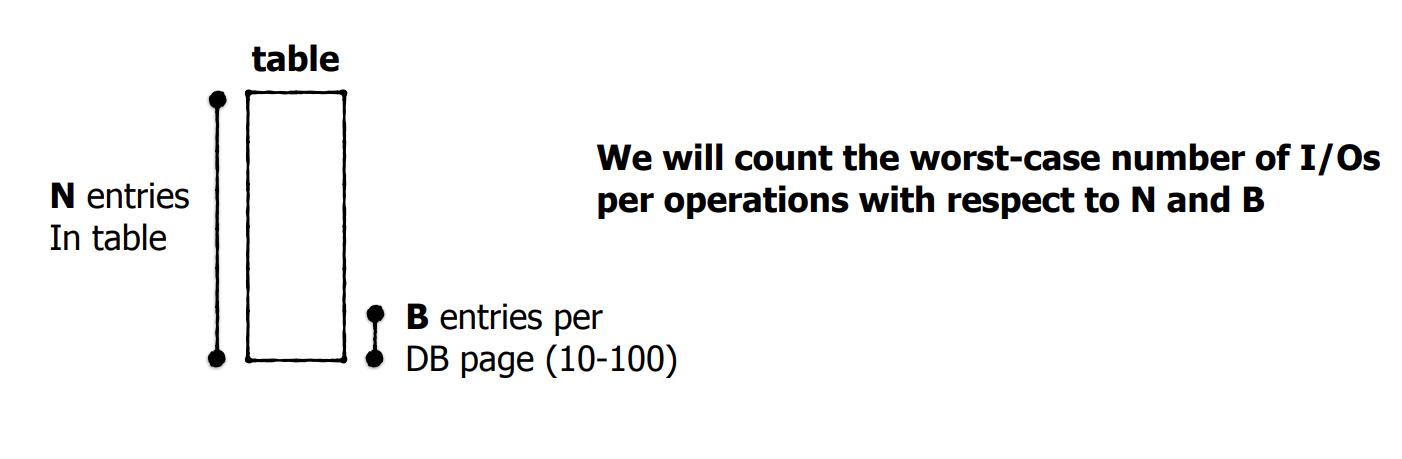 table
We will count the worst-case number of I/Os
per operations with respect to N and B
N entries
In table
B entries per
DB page (10-100)